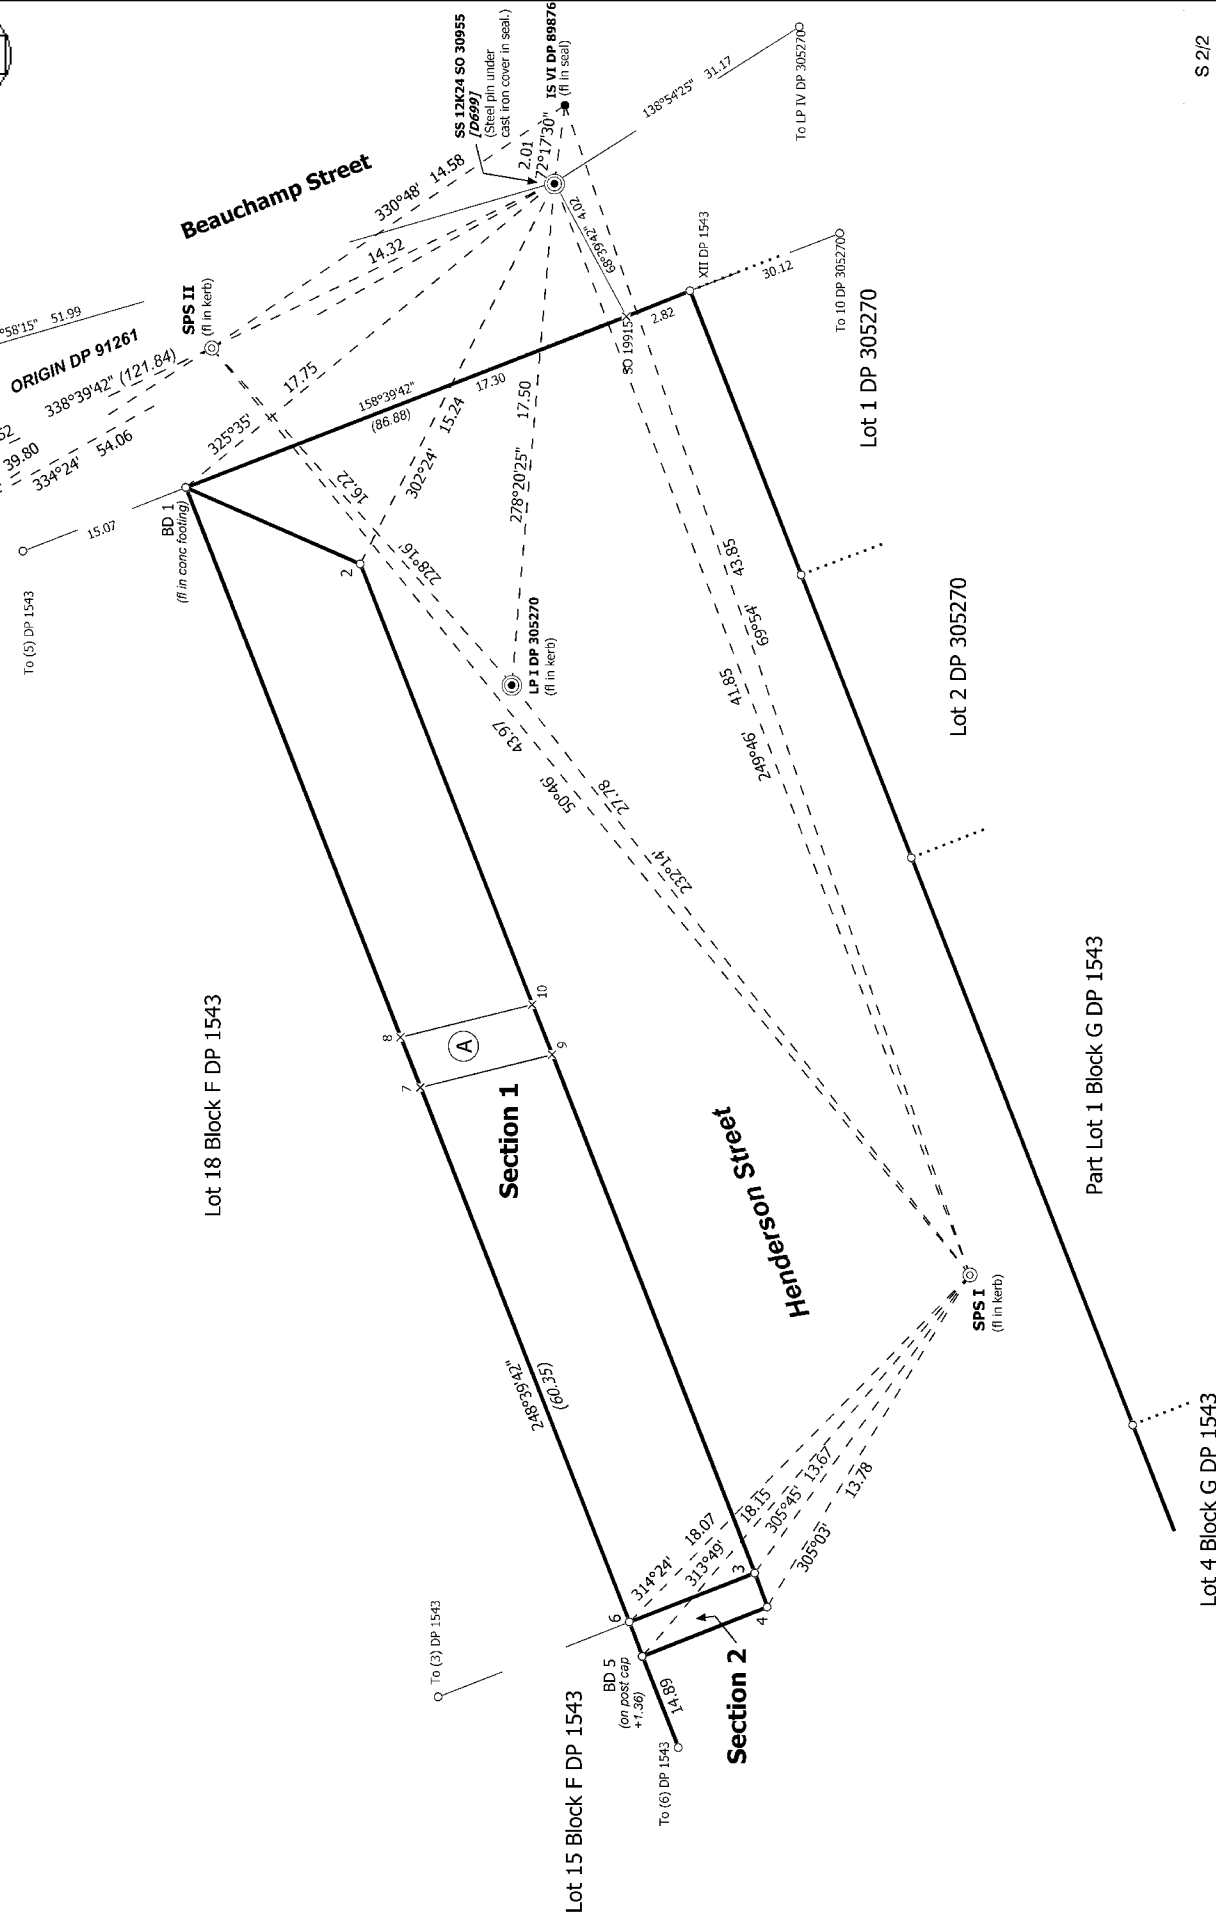 °58'15" 51.99
ORIGIN DP 91261
338°39'42" (121.84)
52
39.80
334°24' 54.06
15.07
To (5) DP 1543
BD 1
(fl in conc footing)
325°35' 17.75
SPS II
(fl in kerb)
Beauchamp Street
330°48' 14.58
14.32
SS 12K24 SO 30955
[D699]
(Steel pin under
cast iron cover in seal.)
IS VI DP 89876
(fl in seal)
2.01
72°17'30"
138°54'25" 31.17
To LP IV DP 305270
68°39'42" 4.02
XII DP 1543
30.12
To 10 DP 305270
SO 19915
2.82
158°39'42"
(86.88)
17.30
302°24' 15.24
278°20'25" 17.50
228°16' 16.22
2
LP I DP 305270
(fl in kerb)
50°46' 43.97
232°14' 27.78
69°54' 43.85
249°46' 41.85
Lot 1 DP 305270
Lot 2 DP 305270
Part Lot 1 Block G DP 1543
Lot 4 Block G DP 1543
Lot 18 Block F DP 1543
8
7
A
10
9
Section 1
Henderson Street
SPS I
(fl in kerb)
248°39'42"
(60.35)
314°24' 18.07
313°49' 18.15
305°45' 13.67
305°03' 13.78
6
3
4
To (3) DP 1543
BD 5
(on post cap
+1.36)
14.89
Section 2
To (6) DP 1543
Lot 15 Block F DP 1543
S 2/2